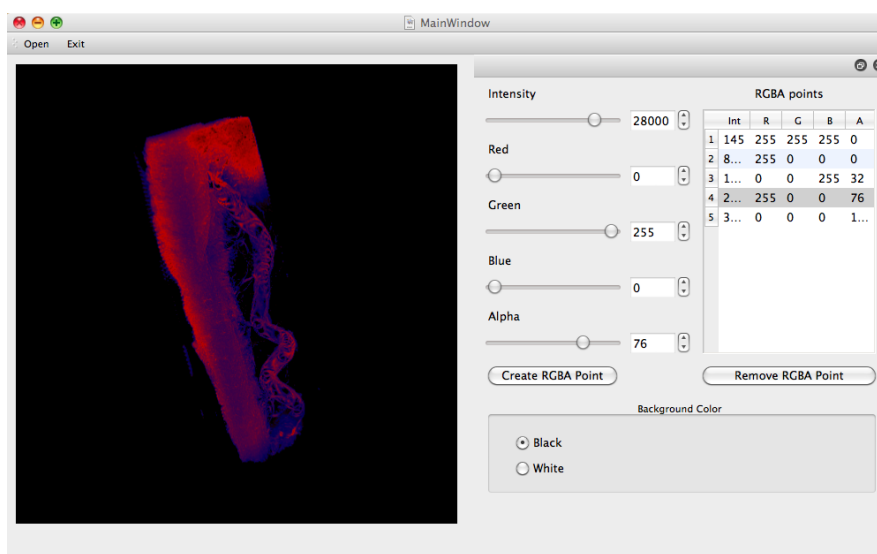 MainWindow
Open Exit
Intensity
28000
Red
0
Green
255
Blue
0
Alpha
76
Create RGBA Point
RGBA points
Int R G B A
1 145 255 255 255 0
2 8... 255 0 0 0
3 1... 0 0 255 32
4 2... 255 0 0 76
5 3... 0 0 0 1...
Remove RGBA Point
Background Color
Black
White